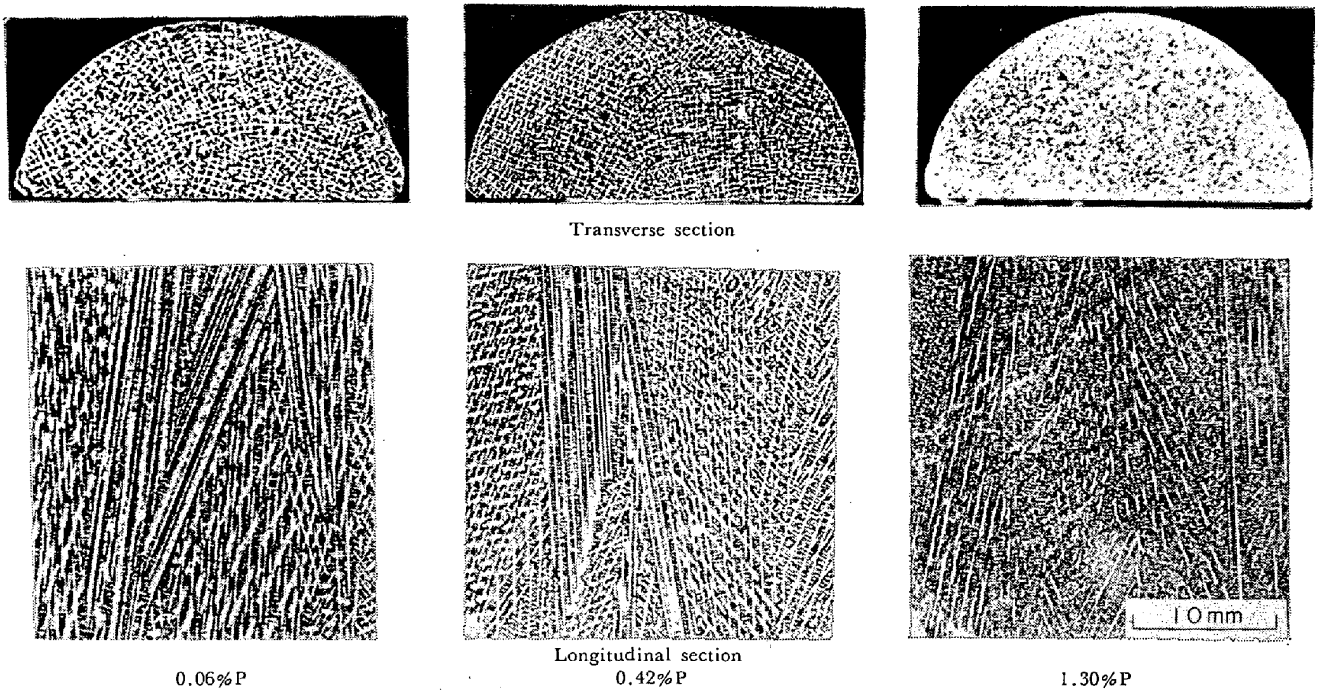 Transverse section
10 mm
Longitudinal section
0.06%P
0.42%P
1.30%P